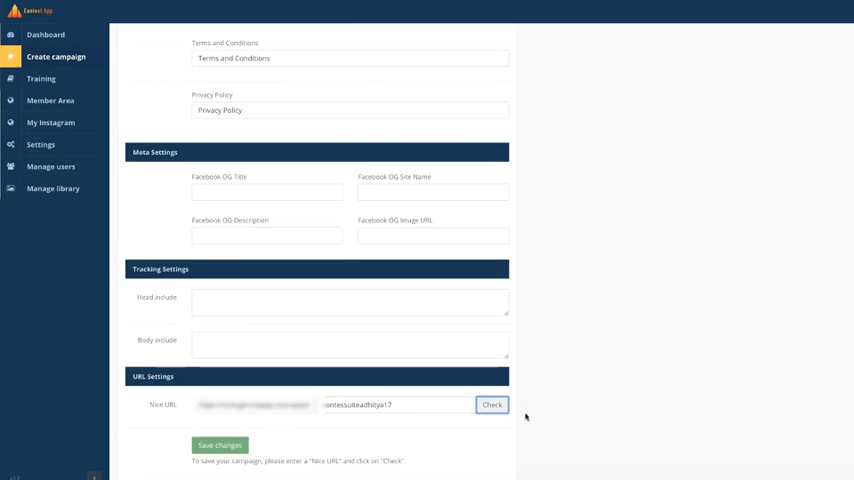 Contest App
Dashboard
Create campaign
Training
Member Area
My Instagram
Settings
Manage users
Manage library
Terms and Conditions
Terms and Conditions
Privacy Policy
Privacy Policy
Meta Settings
Facebook OG Title
Facebook OG Site Name
Facebook OG Description
Facebook OG Image URL
Tracking Settings
Head include
Body include
URL Settings
Nice URL
ontessuiteadhitya17
Check
Save changes
To save your campaign, please enter a "Nice URL" and click on "Check".